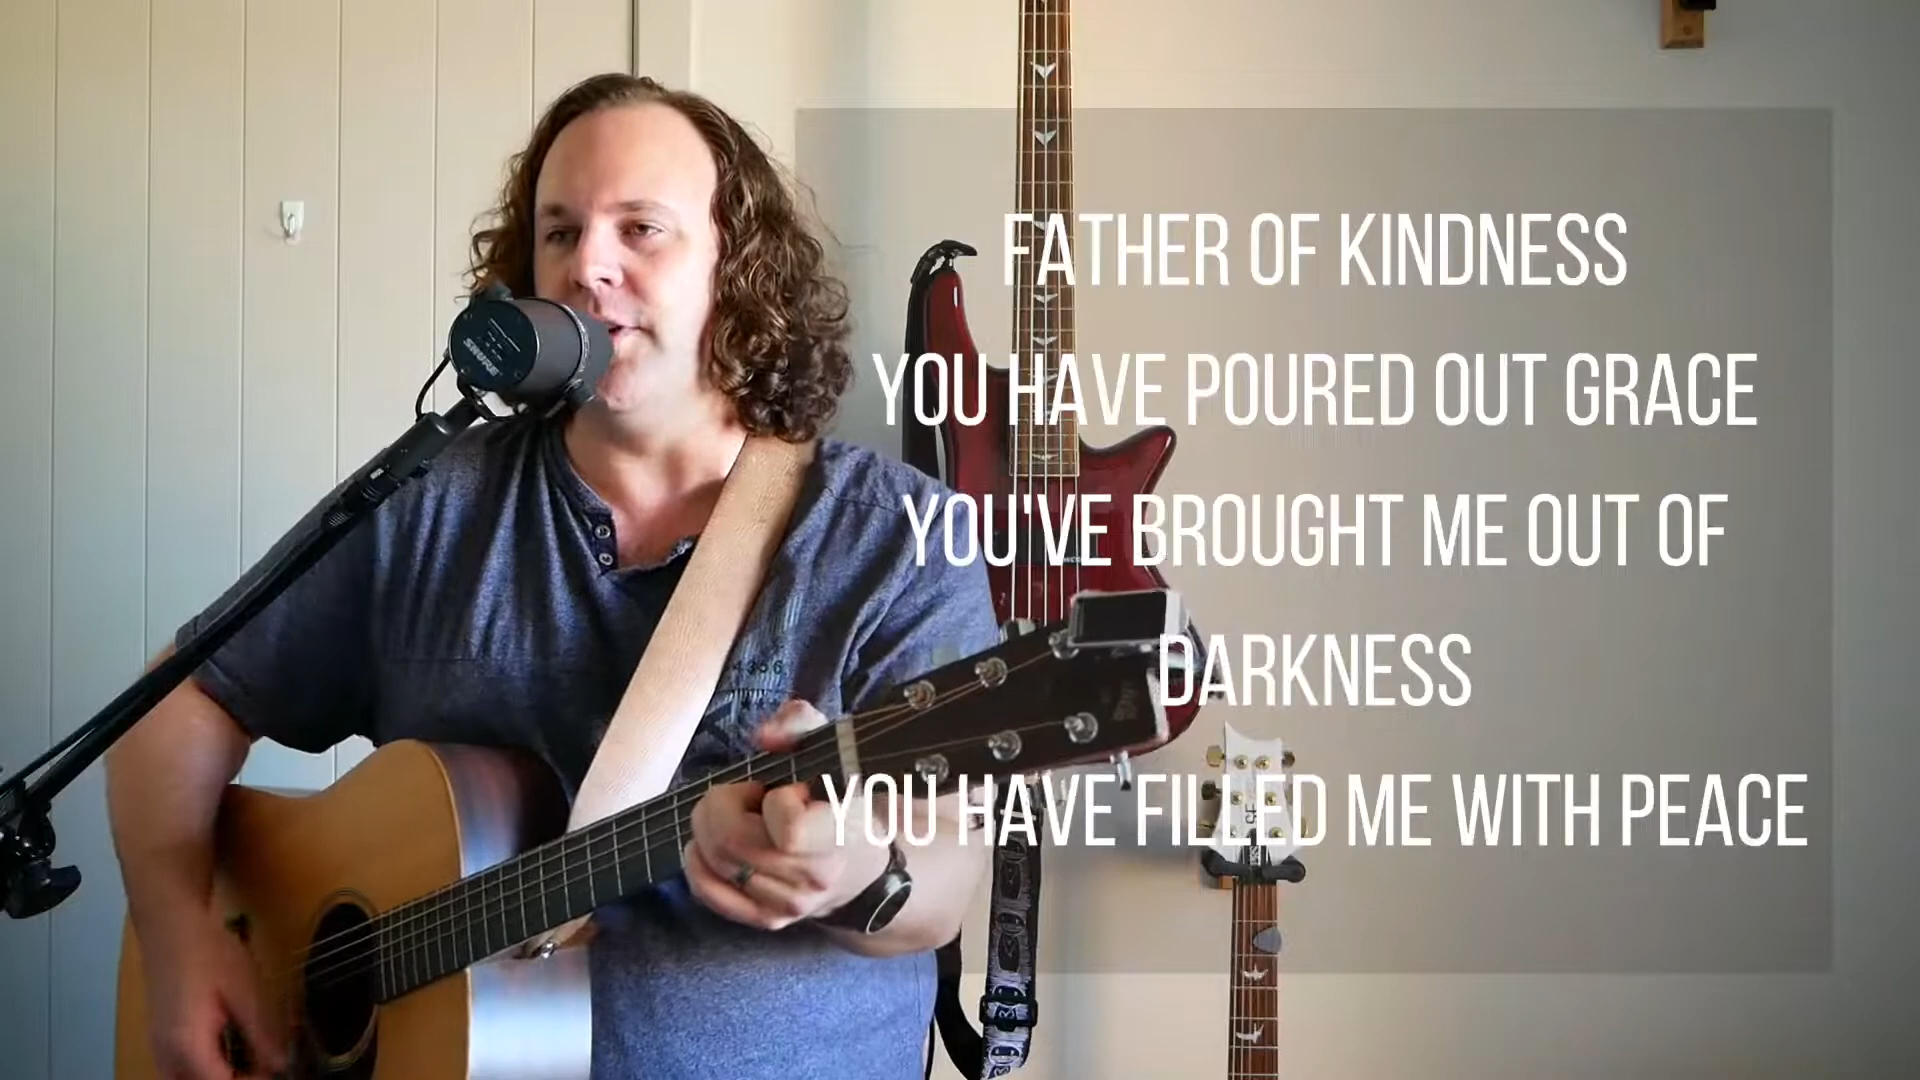 FATHER OF KINDNESS
YOU HAVE POURED OUT GRACE
YOU'VE BROUGHT ME OUT OF
DARKNESS
YOU HAVE FILLED ME WITH PEACE
SHURE
4356